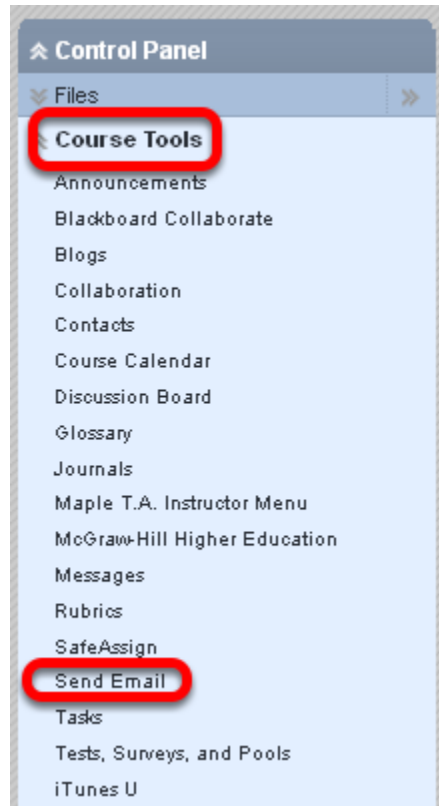 Control Panel
Files
Course Tools
Announcements
Blackboard Collaborate
Blogs
Collaboration
Contacts
Course Calendar
Discussion Board
Glossary
Journals
Maple T.A. Instructor Menu
McGraw-Hill Higher Education
Messages
Rubrics
SafeAssign
Send Email
Tasks
Tests, Surveys, and Pools
iTunes U